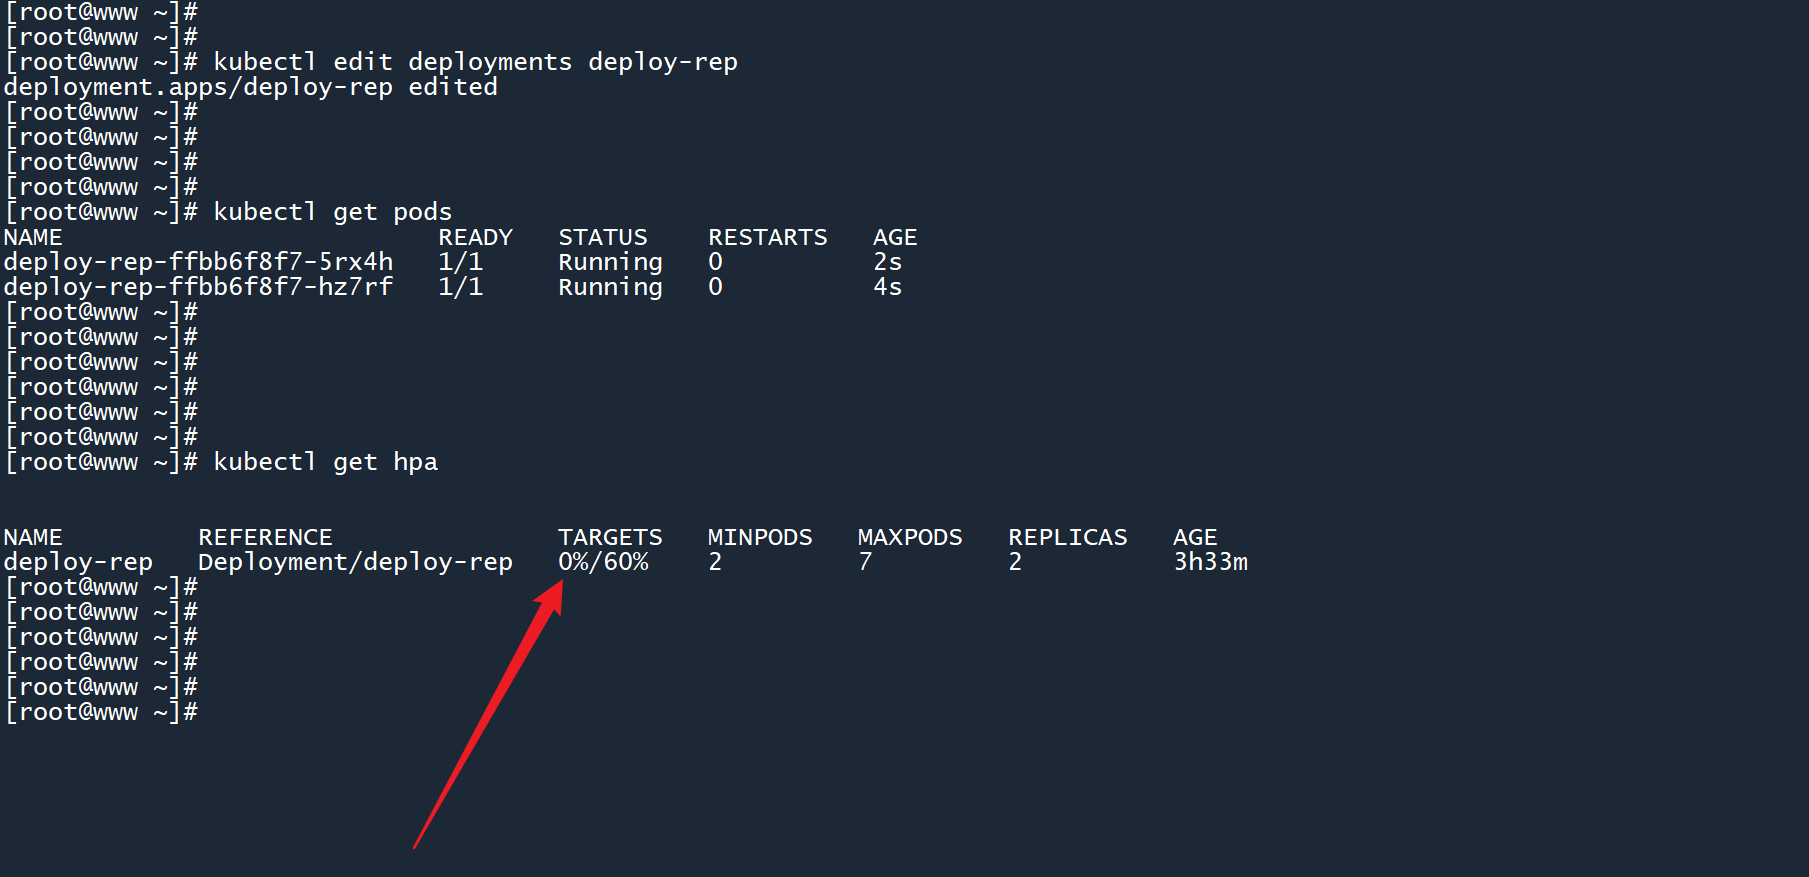 [root@www ~]#
[root@www ~]#
[root@www ~]# kubectl edit deployments deploy-rep
deployment.apps/deploy-rep edited
[root@www ~]#
[root@www ~]#
[root@www ~]#
[root@www ~]#
[root@www ~]# kubectl get pods
NAME                         READY   STATUS    RESTARTS   AGE
deploy-rep-ffbb6f8f7-5rx4h   1/1     Running   0          2s
deploy-rep-ffbb6f8f7-hz7rf   1/1     Running   0          4s
[root@www ~]#
[root@www ~]#
[root@www ~]#
[root@www ~]#
[root@www ~]#
[root@www ~]#
[root@www ~]# kubectl get hpa
NAME         REFERENCE               TARGETS   MINPODS   MAXPODS   REPLICAS   AGE
deploy-rep   Deployment/deploy-rep   0%/60%    2         7         2          3h33m
[root@www ~]#
[root@www ~]#
[root@www ~]#
[root@www ~]#
[root@www ~]#
[root@www ~]#